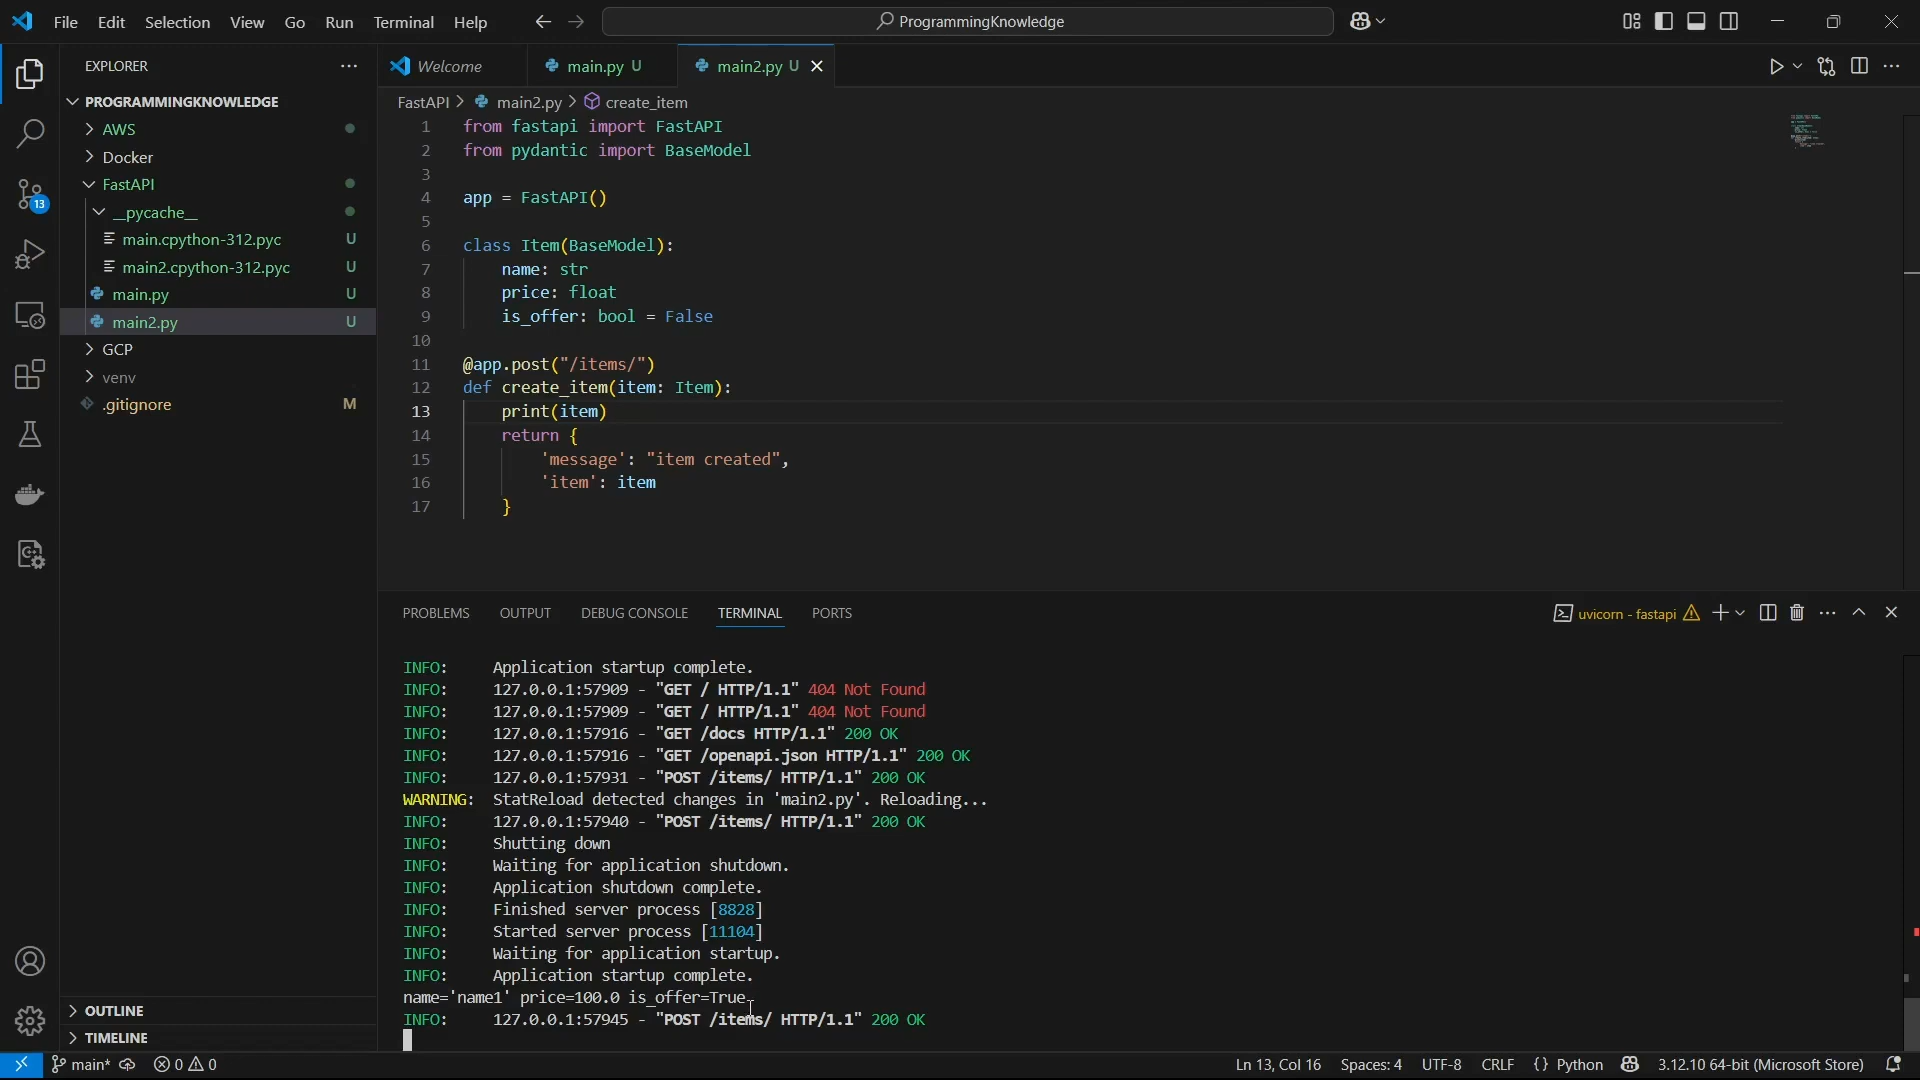 File Edit Selection View Go Run Terminal Help
ProgrammingKnowledge
EXPLORER
PROGRAMMINGKNOWLEDGE
AWS
Docker
FastAPI
__pycache__
main.cpython-312.pyc U
main2.cpython-312.pyc U
main.py U
main2.py U
GCP
venv
.gitignore M
OUTLINE
TIMELINE
13
Welcome
main.py U
main2.py U
FastAPI > main2.py > create_item
1 from fastapi import FastAPI
2 from pydantic import BaseModel
3
4 app = FastAPI()
5
6 class Item(BaseModel):
7 name: str
8 price: float
9 is_offer: bool = False
10
11 @app.post("/items/")
12 def create_item(item: Item):
13 print(item)
14 return {
15 'message': "item created",
16 'item': item
17 }
PROBLEMS OUTPUT DEBUG CONSOLE TERMINAL PORTS
uvicorn - fastapi
INFO: Application startup complete.
INFO: 127.0.0.1:57909 - "GET / HTTP/1.1" 404 Not Found
INFO: 127.0.0.1:57909 - "GET / HTTP/1.1" 404 Not Found
INFO: 127.0.0.1:57916 - "GET /docs HTTP/1.1" 200 OK
INFO: 127.0.0.1:57916 - "GET /openapi.json HTTP/1.1" 200 OK
INFO: 127.0.0.1:57931 - "POST /items/ HTTP/1.1" 200 OK
WARNING: StatReload detected changes in 'main2.py'. Reloading...
INFO: 127.0.0.1:57940 - "POST /items/ HTTP/1.1" 200 OK
INFO: Shutting down
INFO: Waiting for application shutdown.
INFO: Application shutdown complete.
INFO: Finished server process [8828]
INFO: Started server process [11104]
INFO: Waiting for application startup.
INFO: Application startup complete.
name='name1' price=100.0 is_offer=True
INFO: 127.0.0.1:57945 - "POST /items/ HTTP/1.1" 200 OK
main* 0 0 Ln 13, Col 16 Spaces: 4 UTF-8 CRLF {} Python 3.12.10 64-bit (Microsoft Store)